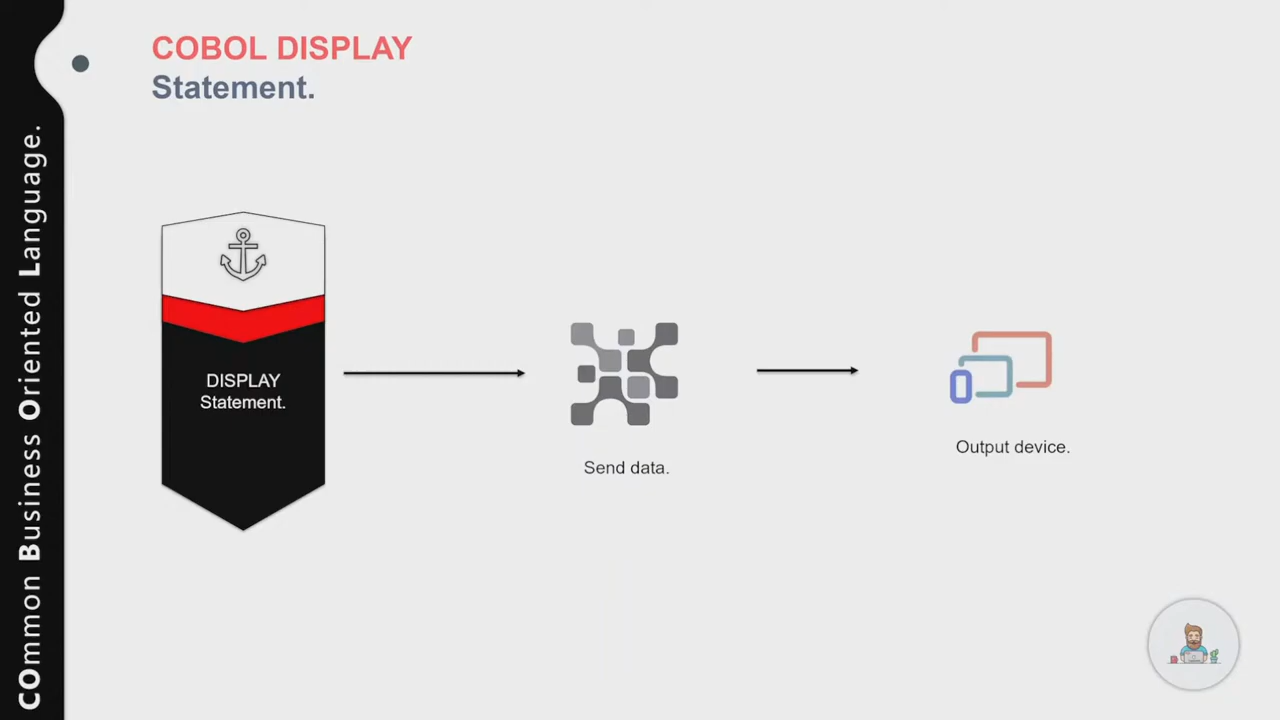 COBOL DISPLAY
Statement.
COmmon Business Oriented Language.
DISPLAY
Statement.
Send data.
Output device.